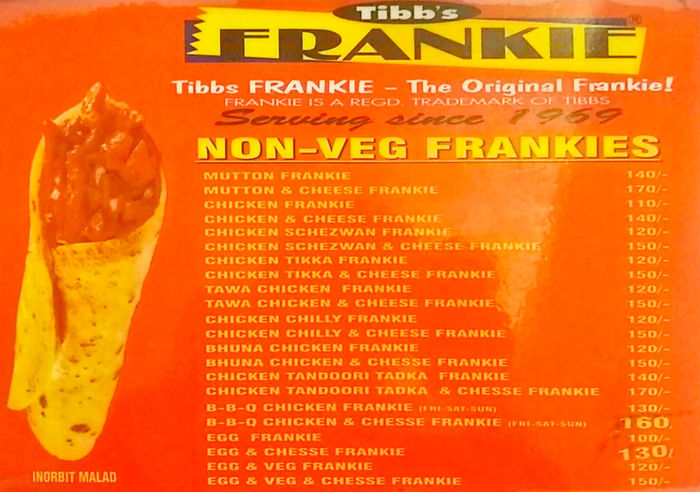 Tibb's
FRANKIE®
Tibbs FRANKIE – The Original Frankie!
FRANKIE IS A REGD. TRADEMARK OF TIBBS
Serving since 1969
NON-VEG FRANKIES
MUTTON FRANKIE 140/-
MUTTON & CHEESE FRANKIE 170/-
CHICKEN FRANKIE 110/-
CHICKEN & CHEESE FRANKIE 140/-
CHICKEN SCHEZWAN FRANKIE 120/-
CHICKEN SCHEZWAN & CHEESE FRANKIE 150/-
CHICKEN TIKKA FRANKIE 120/-
CHICKEN TIKKA & CHEESE FRANKIE 150/-
TAWA CHICKEN FRANKIE 120/-
TAWA CHICKEN & CHEESE FRANKIE 150/-
CHICKEN CHILLY FRANKIE 120/-
CHICKEN CHILLY & CHEESE FRANKIE 150/-
BHUNA CHICKEN FRANKIE 120/-
BHUNA CHICKEN & CHESSE FRANKIE 150/-
CHICKEN TANDOORI TADKA FRANKIE 140/-
CHICKEN TANDOORI TADKA & CHESSE FRANKIE 170/-
B-B-Q CHICKEN FRANKIE (FRI-SAT-SUN) 130/-
B-B-Q CHICKEN & CHESSE FRANKIE (FRI-SAT-SUN) 160/
EGG FRANKIE 100/-
EGG & CHESSE FRANKIE 130/
EGG & VEG FRANKIE 120/-
EGG & VEG & CHESSE FRANKIE 150/-
INORBIT MALAD